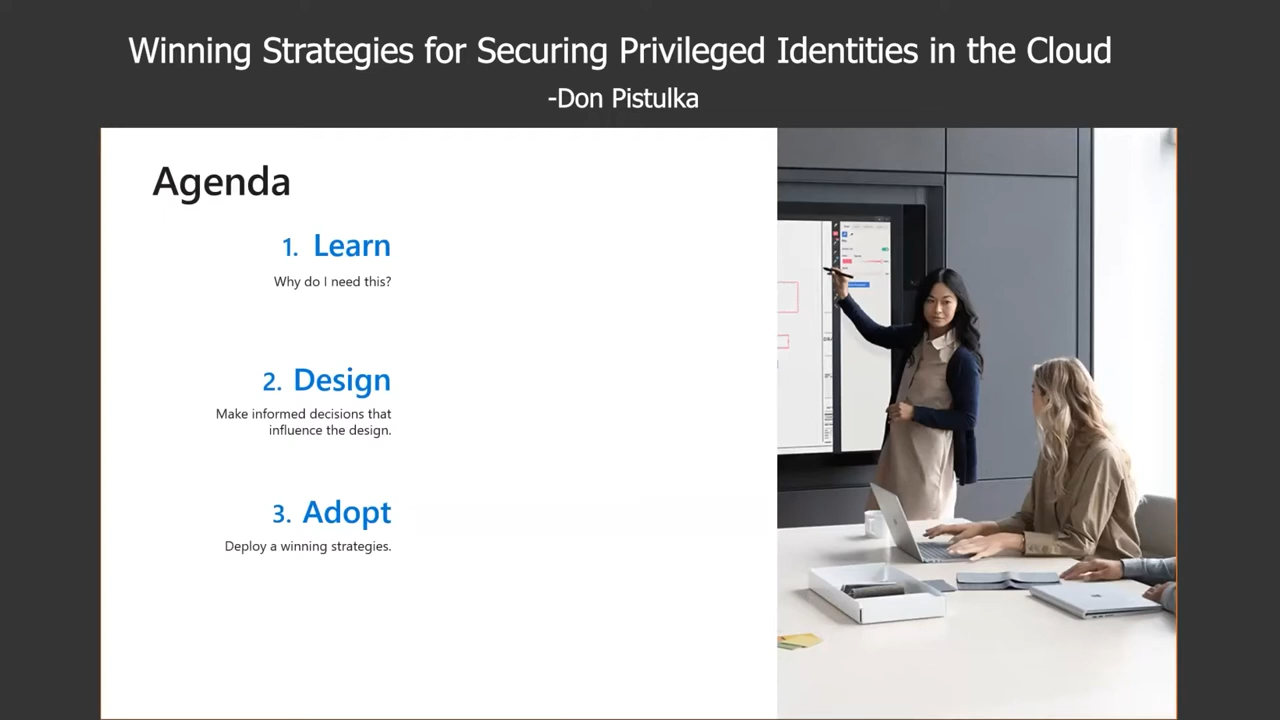 Winning Strategies for Securing Privileged Identities in the Cloud
-Don Pistulka
Agenda
1. Learn
Why do I need this?
2. Design
Make informed decisions that
influence the design.
3. Adopt
Deploy a winning strategies.